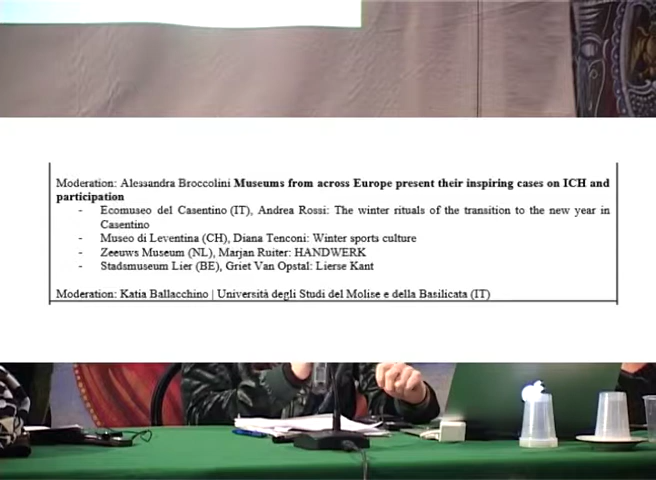 Moderation: Alessandra Broccolini Museums from across Europe present their inspiring cases on ICH and
participation
- Ecomuseo del Casentino (IT), Andrea Rossi: The winter rituals of the transition to the new year in
Casentino
- Museo di Leventina (CH), Diana Tenconi: Winter sports culture
- Zeeuws Museum (NL), Marjan Ruiter: HANDWERK
- Stadsmuseum Lier (BE), Griet Van Opstal: Lierse Kant
Moderation: Katia Ballacchino | Università degli Studi del Molise e della Basilicata (IT)